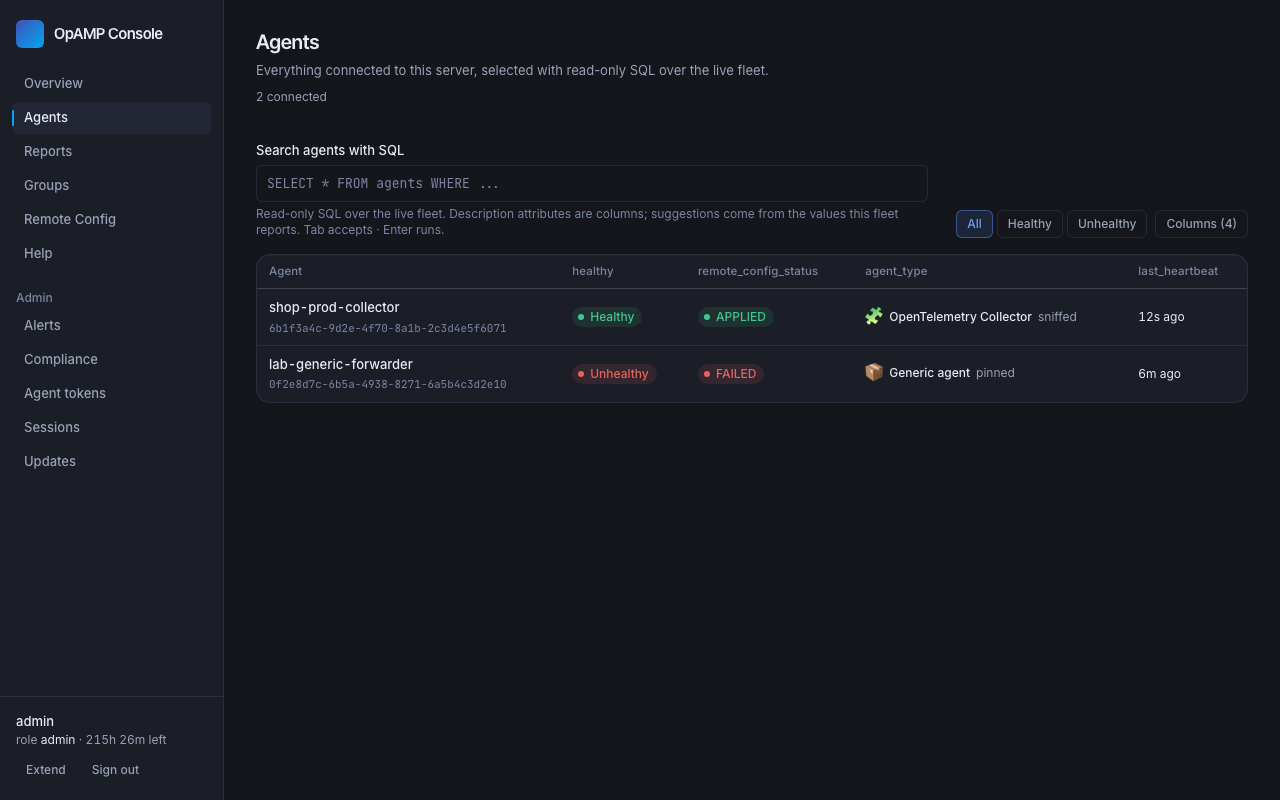 OpAMP Console
Overview
Agents
Reports
Groups
Remote Config
Help
Admin
Alerts
Compliance
Agent tokens
Sessions
Updates
admin
role admin · 215h 26m left
Extend Sign out
Agents
Everything connected to this server, selected with read-only SQL over the live fleet.
2 connected
Search agents with SQL
SELECT * FROM agents WHERE ...
Read-only SQL over the live fleet. Description attributes are columns; suggestions come from the values this fleet
reports. Tab accepts · Enter runs.
All Healthy Unhealthy Columns (4)
Agent healthy remote_config_status agent_type last_heartbeat
shop-prod-collector
6b1f3a4c-9d2e-4f70-8a1b-2c3d4e5f6071
Healthy APPLIED OpenTelemetry Collector sniffed 12s ago
lab-generic-forwarder
0f2e8d7c-6b5a-4938-8271-6a5b4c3d2e10
Unhealthy FAILED Generic agent pinned 6m ago